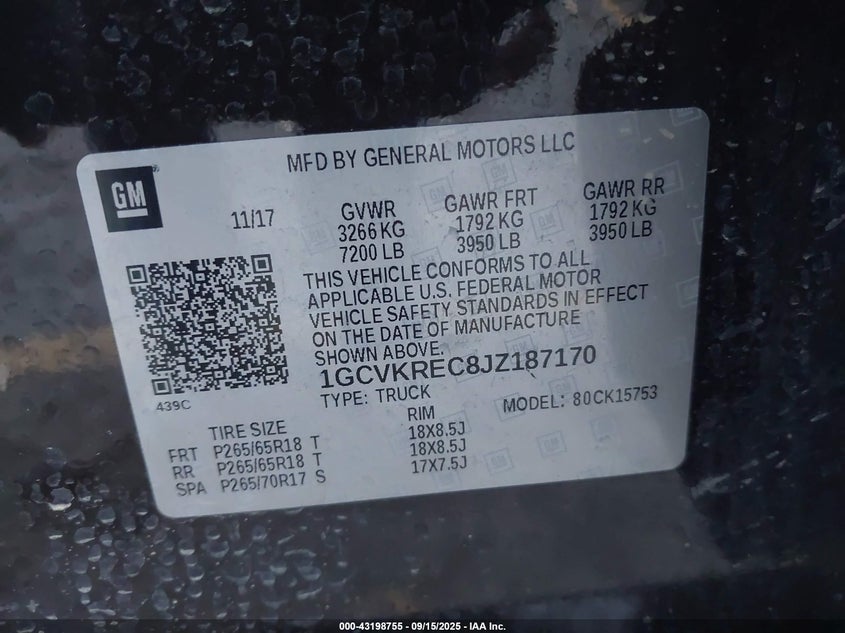 MFD BY GENERAL MOTORS LLC
GM
11/17
GVWR
3266 KG
7200 LB
GAWR FRT
1792 KG
3950 LB
GAWR RR
1792 KG
3950 LB
THIS VEHICLE CONFORMS TO ALL
APPLICABLE U.S. FEDERAL MOTOR
VEHICLE SAFETY STANDARDS IN EFFECT
ON THE DATE OF MANUFACTURE
SHOWN ABOVE.
1GCVKREC8JZ187170
439C
TYPE: TRUCK
MODEL: 80CK15753
TIRE SIZE RIM
FRT P265/65R18 T 18X8.5J
RR P265/65R18 T 18X8.5J
SPA P265/70R17 S 17X7.5J
000-43198755 - 09/15/2025 - IAA Inc.